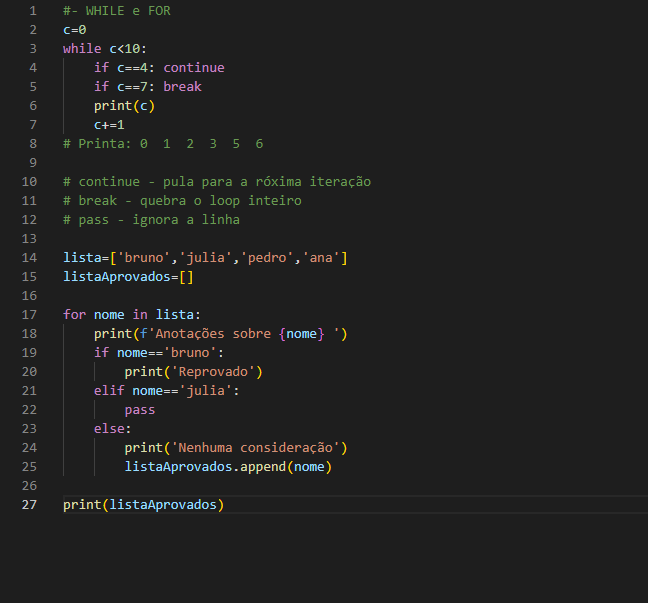 1 #- WHILE e FOR
2 c=0
3 while c<10:
4     if c==4: continue
5     if c==7: break
6     print(c)
7     c+=1
8 # Printa: 0  1  2  3  5  6
9
10 # continue - pula para a róxima iteração
11 # break - quebra o loop inteiro
12 # pass - ignora a linha
13
14 lista=['bruno','julia','pedro','ana']
15 listaAprovados=[]
16
17 for nome in lista:
18     print(f'Anotações sobre {nome} ')
19     if nome=='bruno':
20         print('Reprovado')
21     elif nome=='julia':
22         pass
23     else:
24         print('Nenhuma consideração')
25         listaAprovados.append(nome)
26
27 print(listaAprovados)